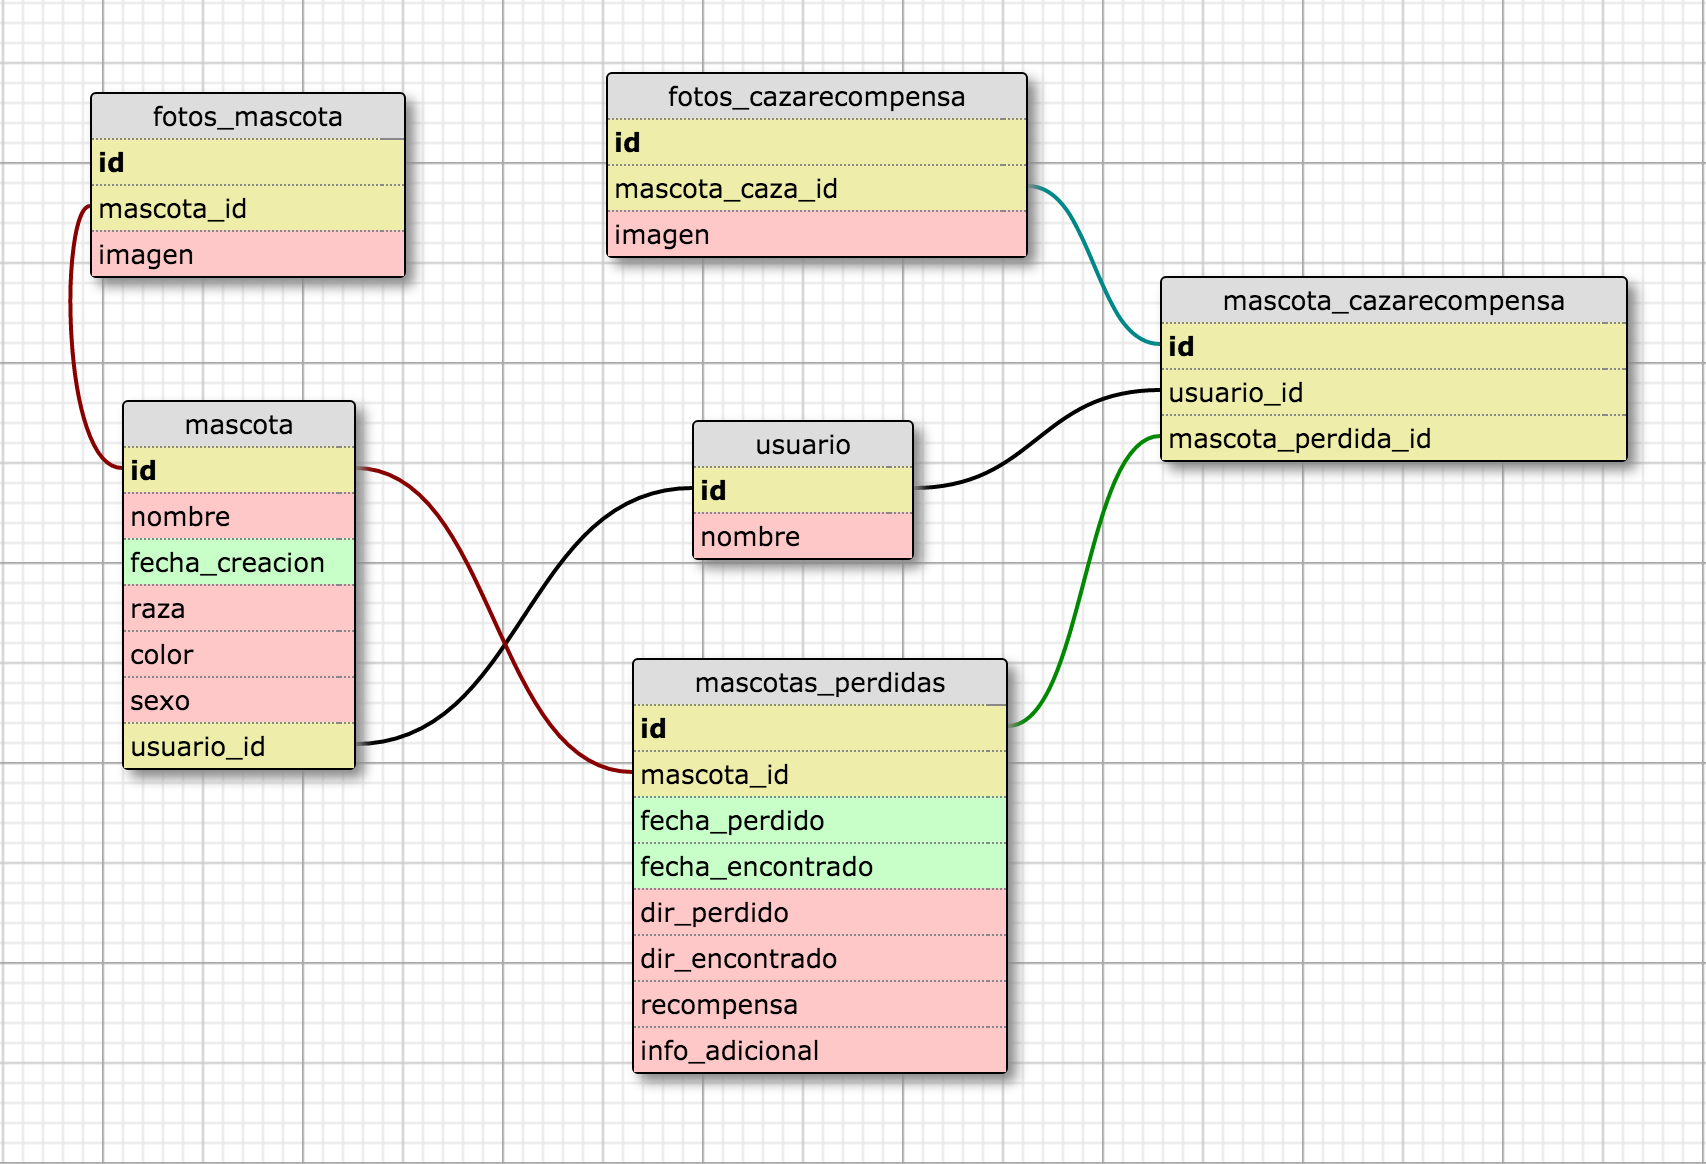 fotos_mascota
id
mascota_id
imagen
fotos_cazarecompensa
id
mascota_caza_id
imagen
mascota_cazarecompensa
id
usuario_id
mascota_perdida_id
mascota
id
nombre
fecha_creacion
raza
color
sexo
usuario_id
usuario
id
nombre
mascotas_perdidas
id
mascota_id
fecha_perdido
fecha_encontrado
dir_perdido
dir_encontrado
recompensa
info_adicional